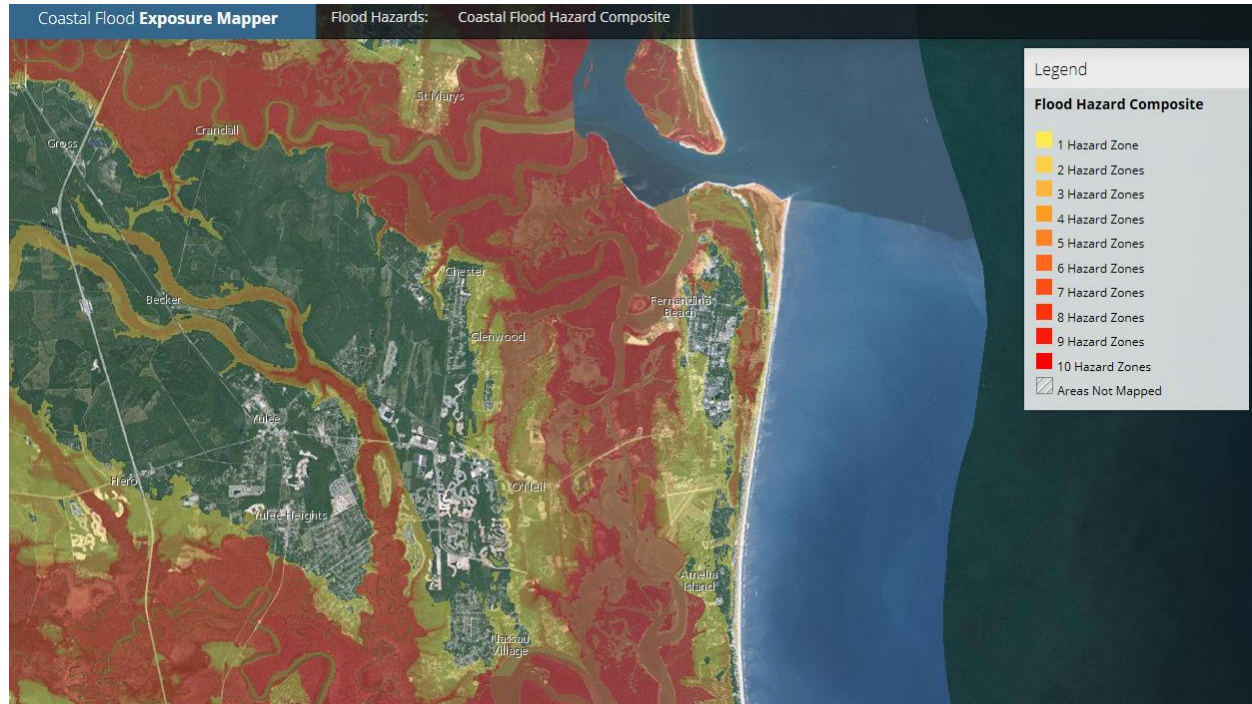 Coastal Flood Exposure Mapper
Flood Hazards:
Coastal Flood Hazard Composite
Legend
Flood Hazard Composite
1 Hazard Zone
2 Hazard Zones
3 Hazard Zones
4 Hazard Zones
5 Hazard Zones
6 Hazard Zones
7 Hazard Zones
8 Hazard Zones
9 Hazard Zones
10 Hazard Zones
Areas Not Mapped
St Marys
Crandall
Gross
Chester
Becker
Fernandina
Beach
Glenwood
Yulee
Hero
O'Neil
Yulee Heights
Amelia
Island
Nassau
Village